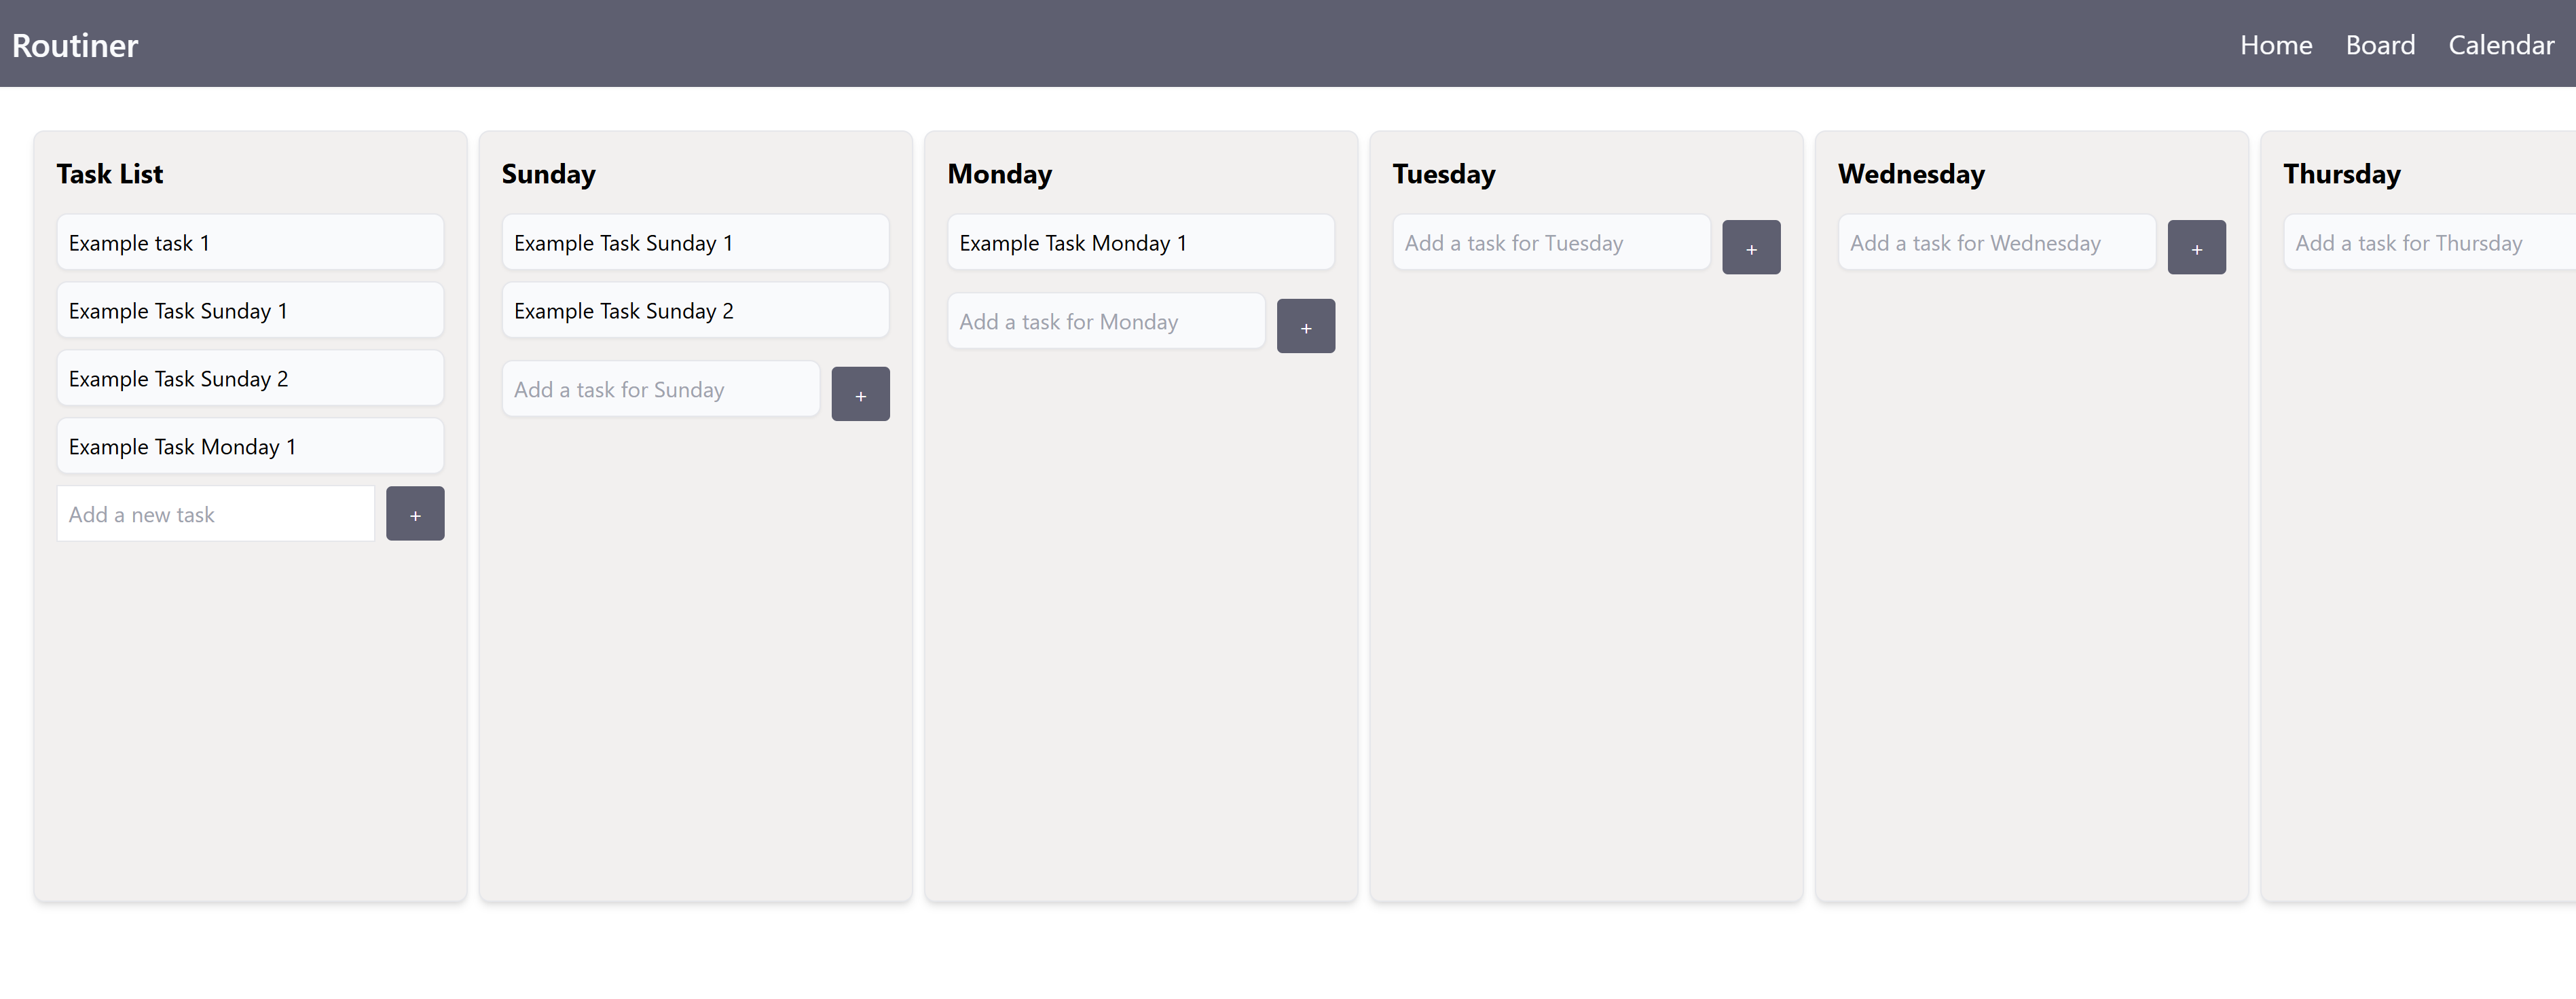 Routiner
Home Board Calendar
Task List
Example task 1
Example Task Sunday 1
Example Task Sunday 2
Example Task Monday 1
Add a new task
+
Sunday
Example Task Sunday 1
Example Task Sunday 2
Add a task for Sunday
+
Monday
Example Task Monday 1
Add a task for Monday
+
Tuesday
Add a task for Tuesday
+
Wednesday
Add a task for Wednesday
+
Thursday
Add a task for Thursday